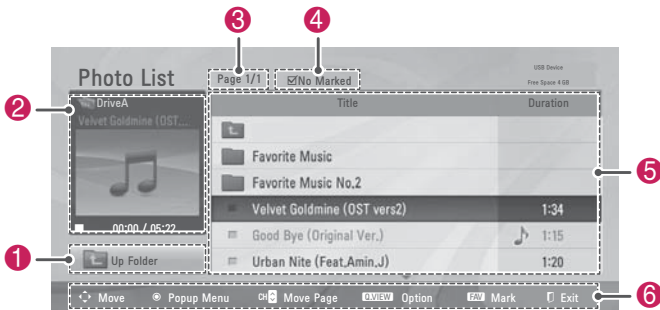 3 4
Photo List Page 1/1 ☑No Marked USB Device
Free Space 4 GB
2 DriveA Title Duration
Velvet Goldmine (OST...
Favorite Music
Favorite Music No.2 5
Velvet Goldmine (OST vers2) 1:34
00:00 / 05:22 Good Bye (Original Ver.) 1:15
1 Up Folder Urban Nite (Feat.Amin.J) 1:20
Move Popup Menu CH Move Page Q.VIEW Option FAV Mark Exit 6